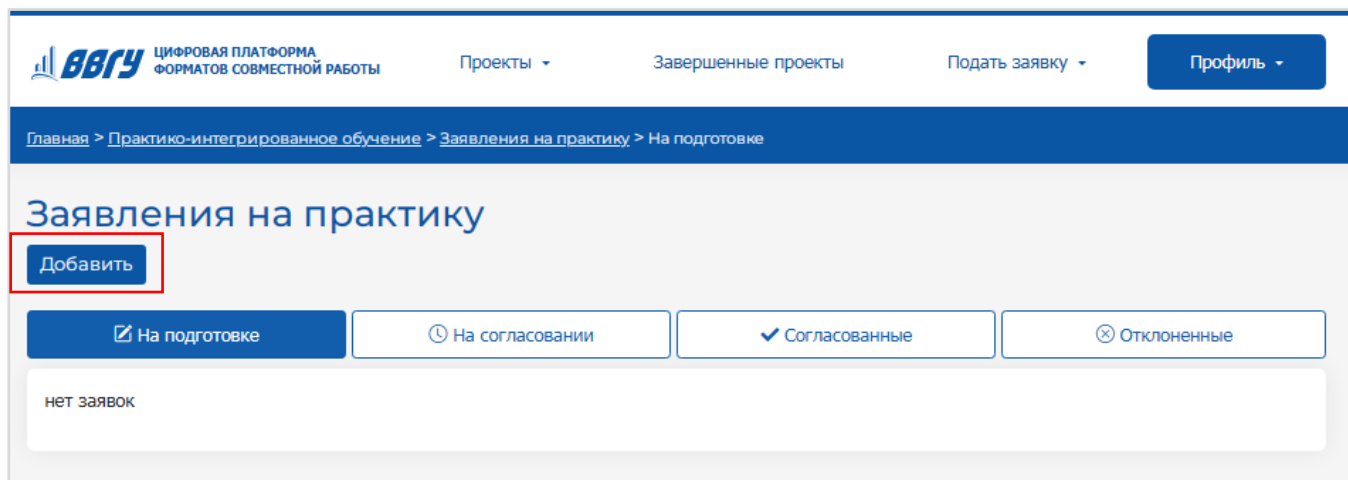 ВВГУ ЦИФРОВАЯ ПЛАТФОРМА
ФОРМАТОВ СОВМЕСТНОЙ РАБОТЫ
Проекты
Завершенные проекты
Подать заявку
Профиль
Главная > Практико-интегрированное обучение > Заявления на практику > На подготовке
Заявления на практику
Добавить
На подготовке
На согласовании
Согласованные
Отклоненные
нет заявок